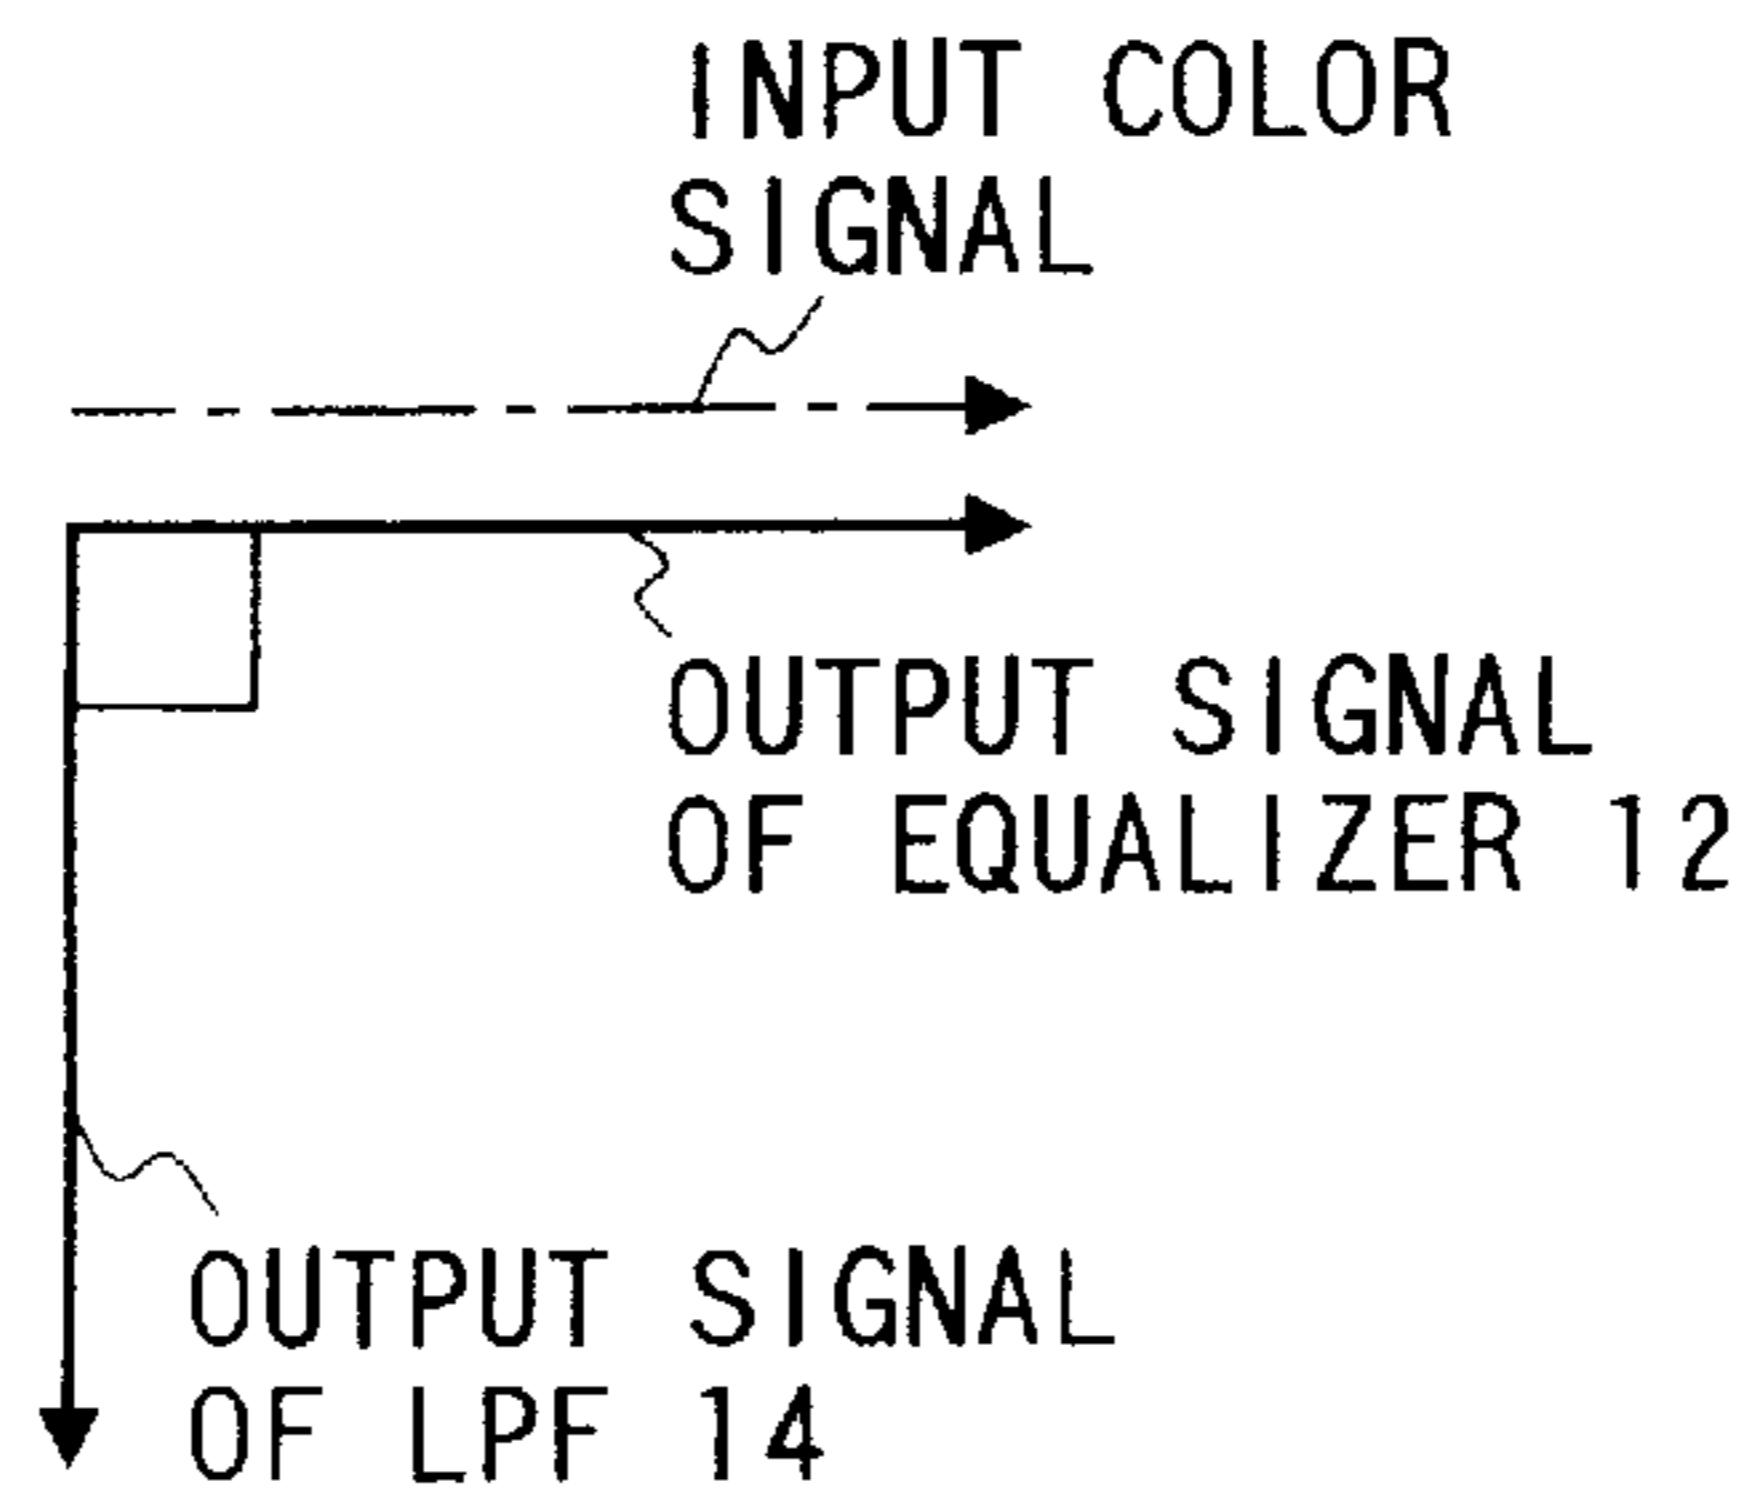 INPUT COLOR
SIGNAL
OUTPUT SIGNAL
OF EQUALIZER 12
OUTPUT SIGNAL
OF LPF 14